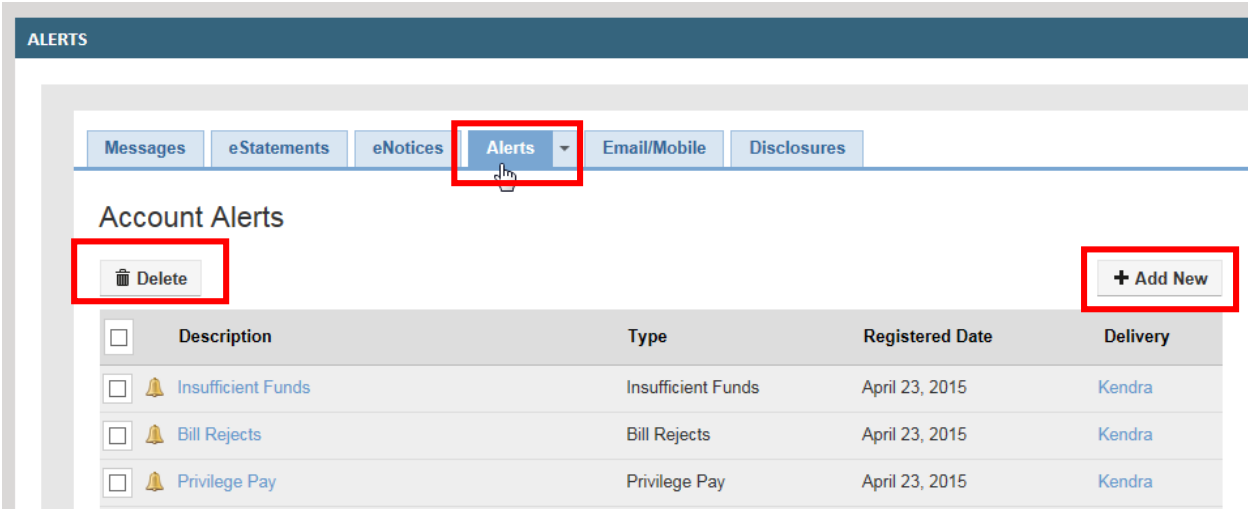 ALERTS
Messages eStatements eNotices Alerts Email/Mobile Disclosures
Account Alerts
Delete + Add New
Description Type Registered Date Delivery
Insufficient Funds Insufficient Funds April 23, 2015 Kendra
Bill Rejects Bill Rejects April 23, 2015 Kendra
Privilege Pay Privilege Pay April 23, 2015 Kendra